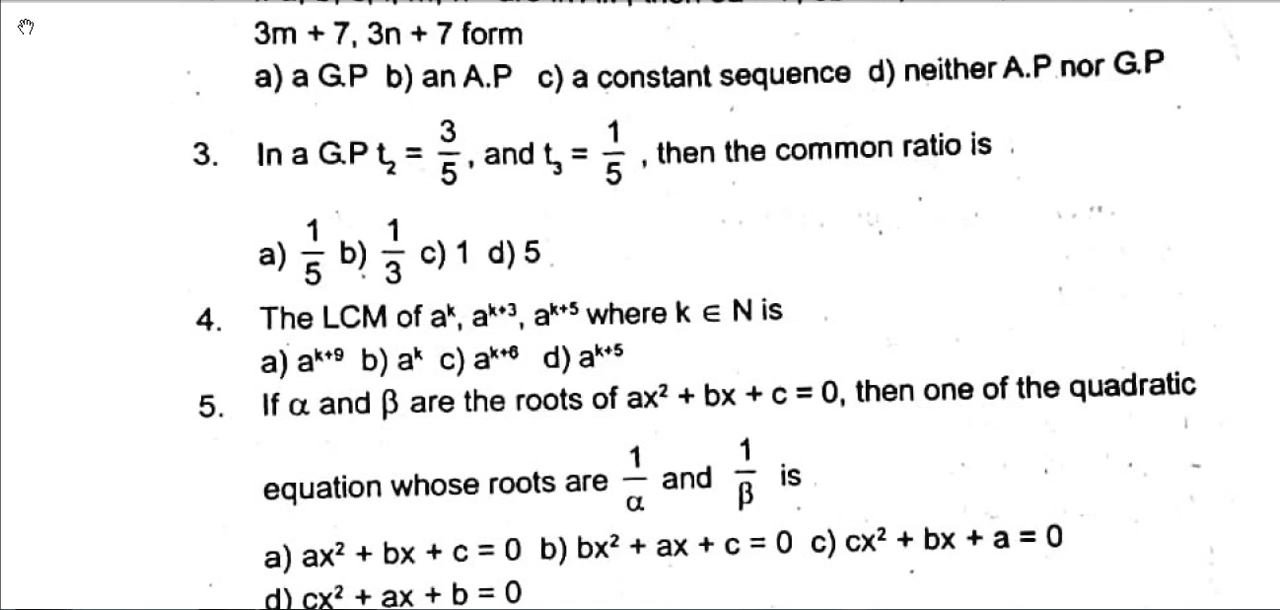 3m + 7, 3n + 7 form
a) a G.P b) an A.P c) a constant sequence d) neither A.P nor G.P
3. In a G.P t₂ = 3/5, and t₃ = 1/5, then the common ratio is
a) 1/5 b) 1/3 c) 1 d) 5
4. The LCM of aᵏ, aᵏ⁺³, aᵏ⁺⁵ where k ∈ N is
a) aᵏ⁺⁹ b) aᵏ c) aᵏ⁺⁶ d) aᵏ⁺⁵
5. If α and β are the roots of ax² + bx + c = 0, then one of the quadratic
equation whose roots are 1/α and 1/β is
a) ax² + bx + c = 0 b) bx² + ax + c = 0 c) cx² + bx + a = 0
d) cx² + ax + b = 0